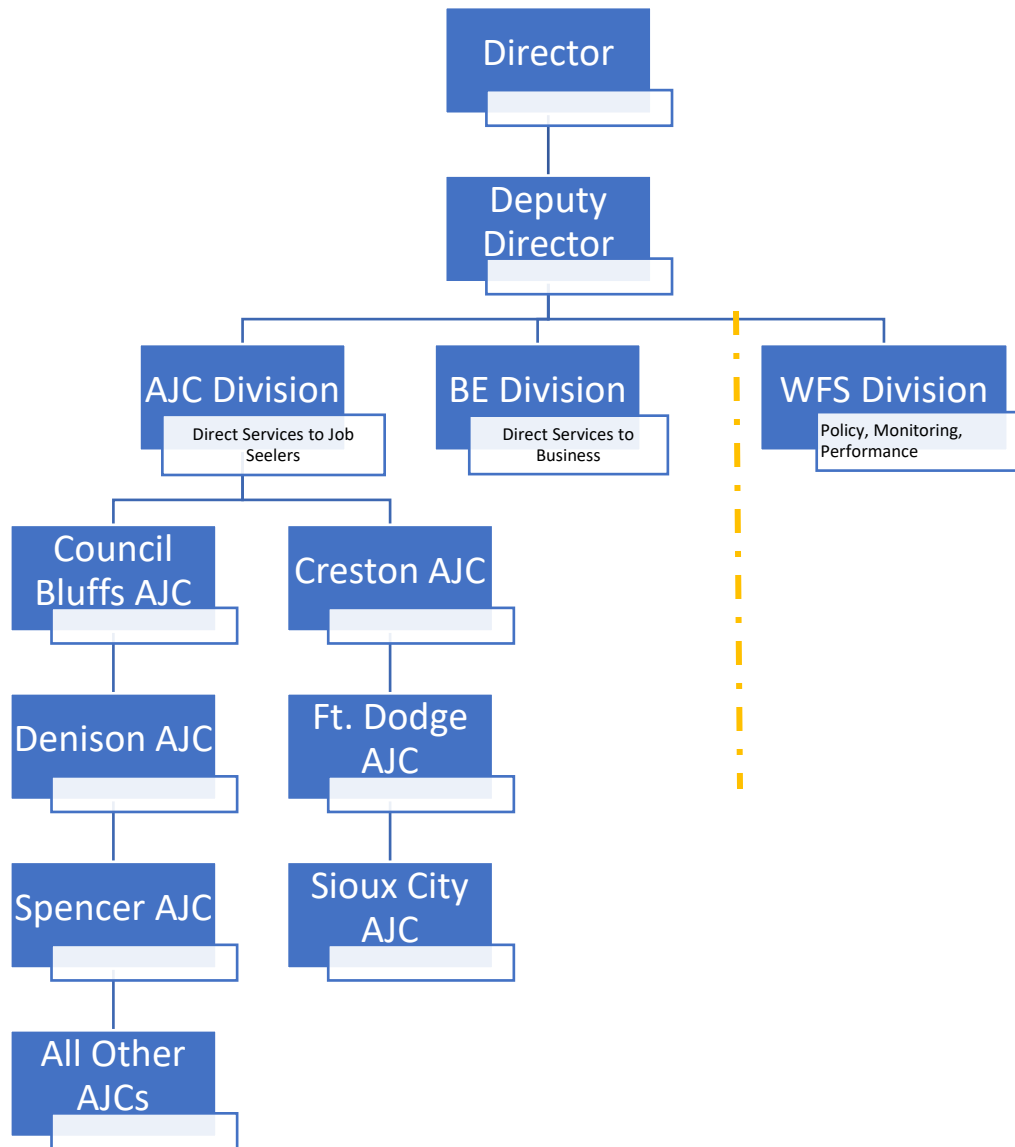 Director
Deputy
Director
AJC Division
Direct Services to Job
Seelers
BE Division
Direct Services to
Business
WFS Division
Policy, Monitoring,
Performance
Council
Bluffs AJC
Creston AJC
Denison AJC
Ft. Dodge
AJC
Spencer AJC
Sioux City
AJC
All Other
AJCs